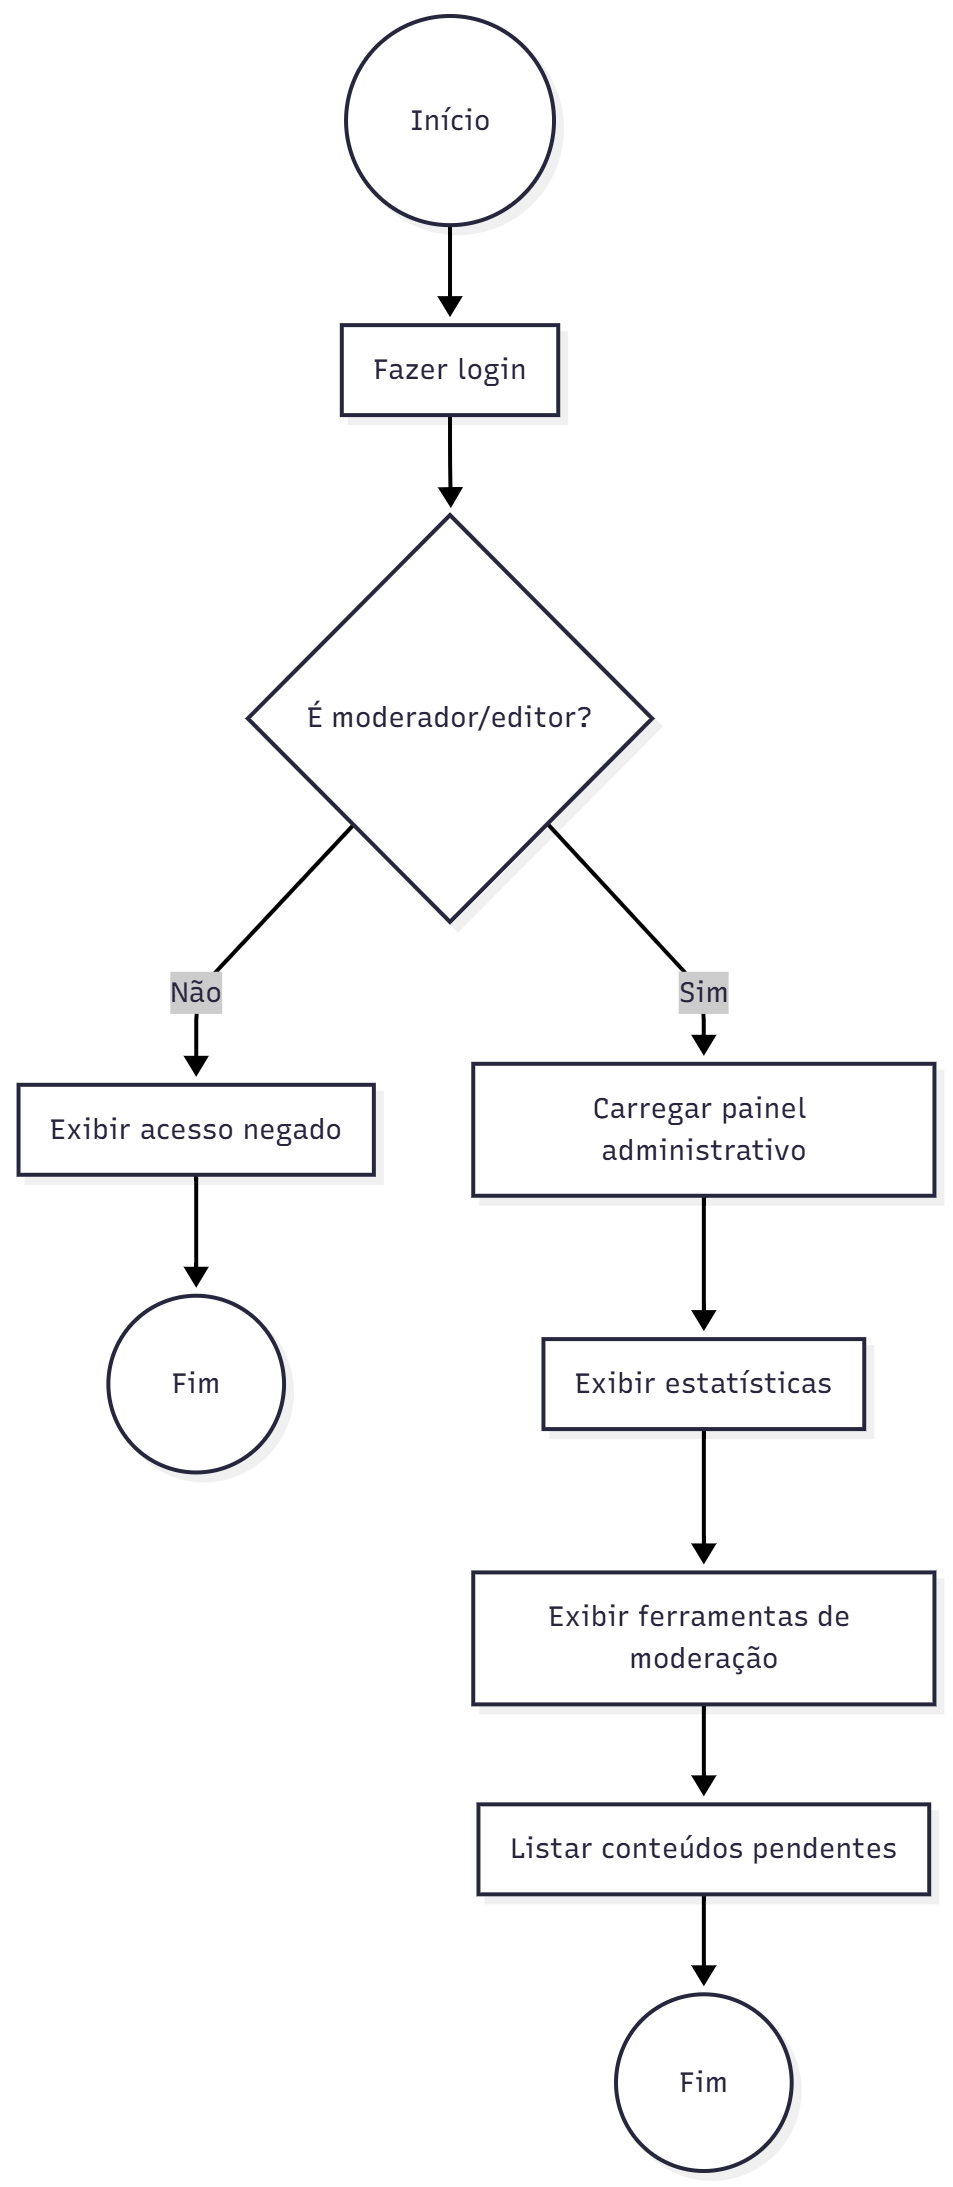 Início
Fazer login
É moderador/editor?
Não
Sim
Exibir acesso negado
Carregar painel
administrativo
Fim
Exibir estatísticas
Exibir ferramentas de
moderação
Listar conteúdos pendentes
Fim